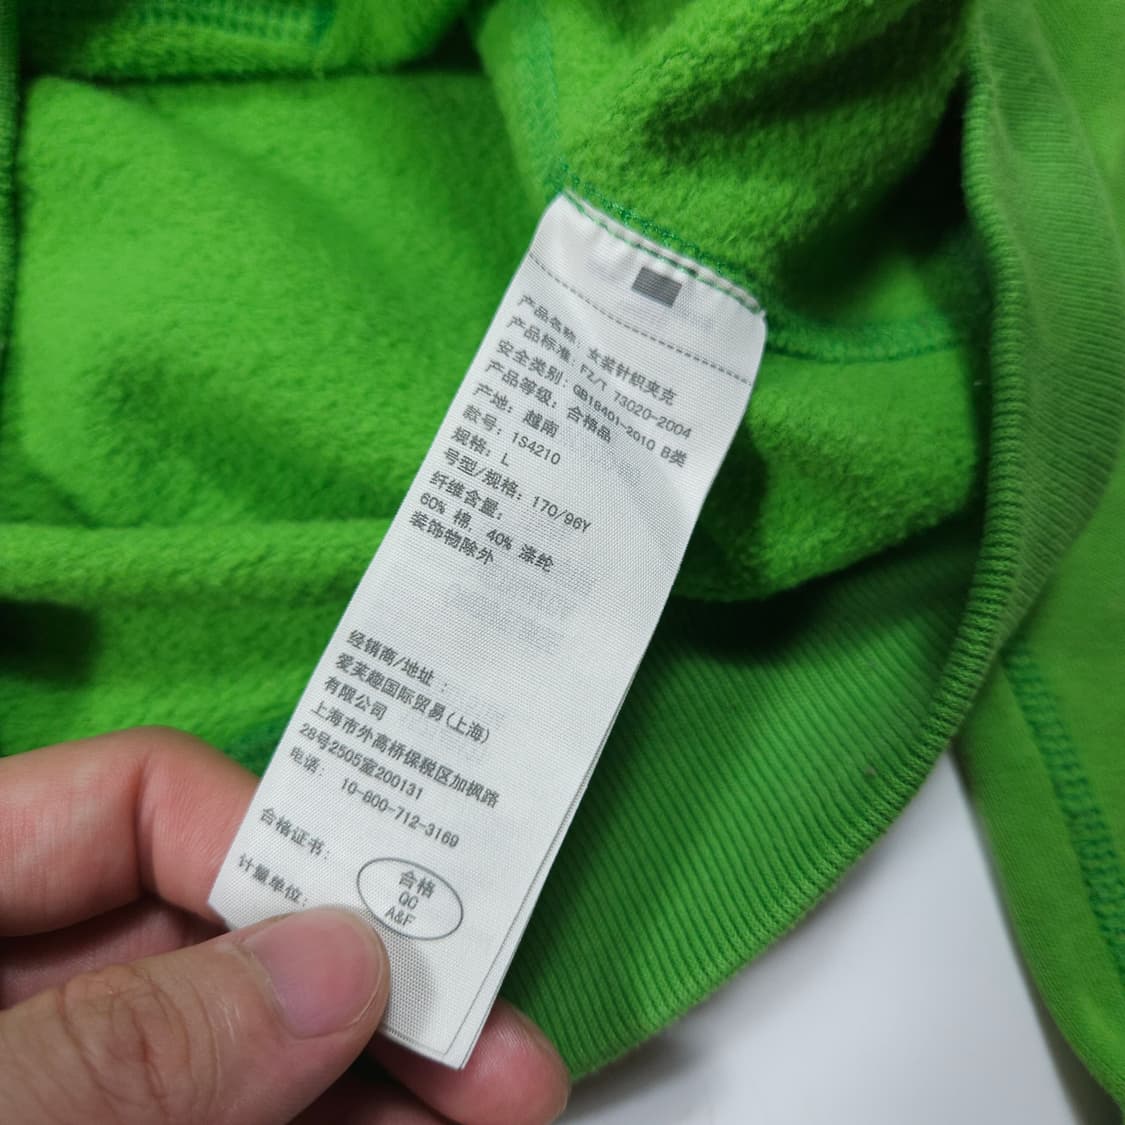 产品名称: 女装针织夹克
产品标准: FZ/T 73020-2004
安全类别: GB18401-2010 B类
产品等级: 合格品
产地: 越南
款号: 1S4210
规格: L
号型/规格: 170/96Y
纤维含量:
60% 棉, 40% 涤纶
装饰物除外
经销商/地址 :
爱芙趣国际贸易(上海)
有限公司
上海市外高桥保税区加枫路
28号2505室200131
电话: 10-800-712-3169
合格证书:
合格
QC
A&F
计量单位: